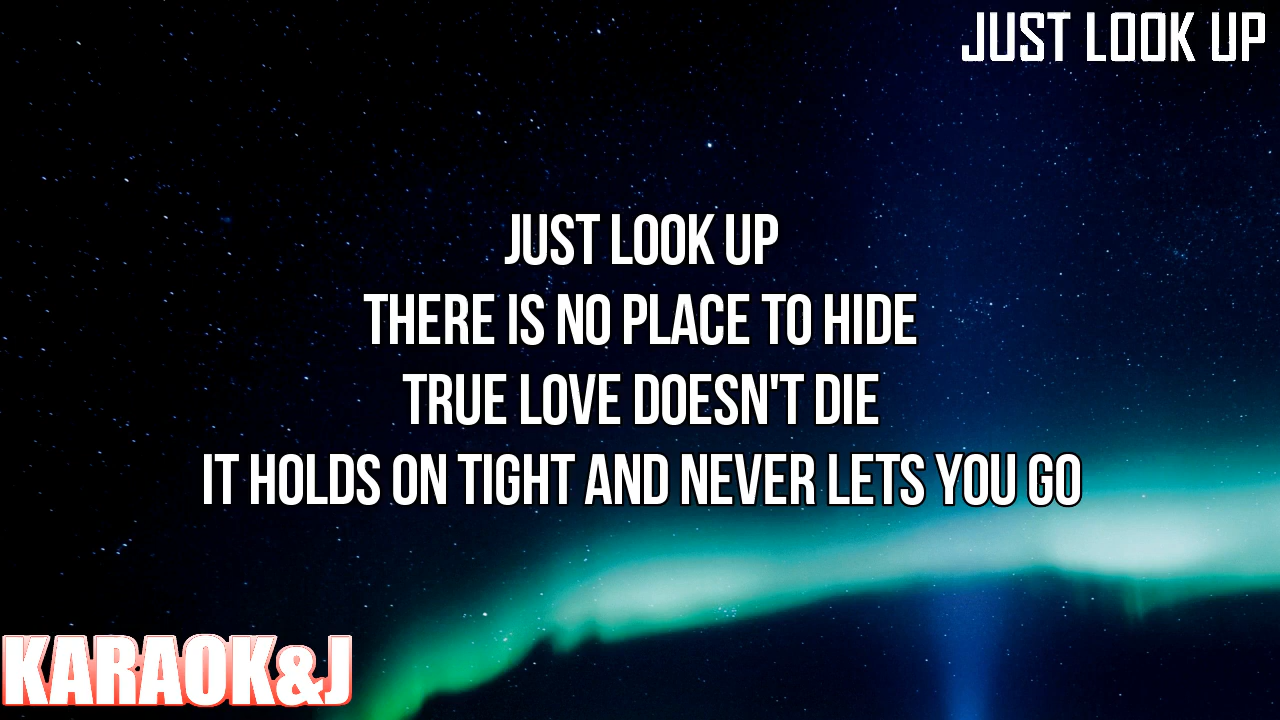 JUST LOOK UP
JUST LOOK UP
THERE IS NO PLACE TO HIDE
TRUE LOVE DOESN'T DIE
IT HOLDS ON TIGHT AND NEVER LETS YOU GO
KARAOK&J